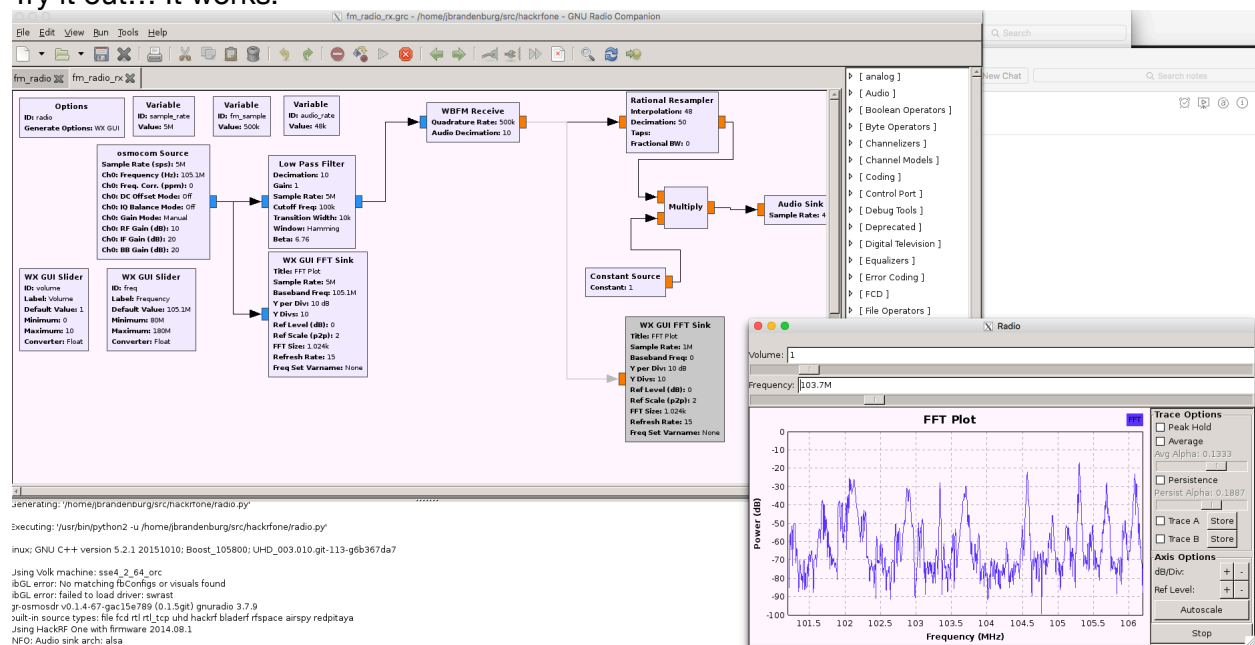 Try it out... It works.
fm_radio_rx.grc - /home/jbrandenburg/src/hackrfone - GNU Radio Companion
File Edit View Run Tools Help
fm_radio fm_radio_rx
Options
ID: radio
Generate Options: WX GUI
Variable
ID: sample_rate
Value: 5M
Variable
ID: fm_sample
Value: 500k
Variable
ID: audio_rate
Value: 48k
WBFM Receive
Quadrature Rate: 500k
Audio Decimation: 10
Rational Resampler
Interpolation: 48
Decimation: 50
Taps:
Fractional BW: 0
osmocom Source
Sample Rate (sps): 5M
Ch0: Frequency (Hz): 105.1M
Ch0: Freq. Corr. (ppm): 0
Ch0: DC Offset Mode: Off
Ch0: IQ Balance Mode: Off
Ch0: Gain Mode: Manual
Ch0: RF Gain (dB): 10
Ch0: IF Gain (dB): 20
Ch0: BB Gain (dB): 20
Low Pass Filter
Decimation: 10
Gain: 1
Sample Rate: 5M
Cutoff Freq: 100k
Transition Width: 10k
Window: Hamming
Beta: 6.76
Multiply
Audio Sink
Sample Rate: 4
WX GUI FFT Sink
Title: FFT Plot
Sample Rate: 5M
Baseband Freq: 105.1M
Y per Div: 10 dB
Y Divs: 10
Ref Level (dB): 0
Ref Scale (p2p): 2
FFT Size: 1.024k
Refresh Rate: 15
Freq Set Varname: None
Constant Source
Constant: 1
WX GUI Slider
ID: volume
Label: Volume
Default Value: 1
Minimum: 0
Maximum: 10
Converter: Float
WX GUI Slider
ID: freq
Label: Frequency
Default Value: 105.1M
Minimum: 80M
Maximum: 180M
Converter: Float
WX GUI FFT Sink
Title: FFT Plot
Sample Rate: 1M
Baseband Freq: 0
Y per Div: 10 dB
Y Divs: 10
Ref Level (dB): 0
Ref Scale (p2p): 2
FFT Size: 1.024k
Refresh Rate: 15
Freq Set Varname: None
[ analog ]
[ Audio ]
[ Boolean Operators ]
[ Byte Operators ]
[ Channelizers ]
[ Channel Models ]
[ Coding ]
[ Control Port ]
[ Debug Tools ]
[ Deprecated ]
[ Digital Television ]
[ Equalizers ]
[ Error Coding ]
[ FCD ]
[ File Operators ]
Search
New Chat
Search notes
Generating: '/home/jbrandenburg/src/hackrfone/radio.py'
Executing: '/usr/bin/python2 -u /home/jbrandenburg/src/hackrfone/radio.py'
inux; GNU C++ version 5.2.1 20151010; Boost_105800; UHD_003.010.git-113-g6b367da7
Using Volk machine: sse4_2_64_orc
ibGL error: No matching fbConfigs or visuals found
ibGL error: failed to load driver: swrast
gr-osmosdr v0.1.4-67-gac15e789 (0.1.5git) gnuradio 3.7.9
built-in source types: file fcd rtl rtl_tcp uhd hackrf bladerf rfspace airspy redpitaya
Using HackRF One with firmware 2014.08.1
INFO: Audio sink arch: alsa
Radio
Volume: 1
Frequency: 103.7M
FFT Plot
FFT
Power (dB)
0
-10
-20
-30
-40
-50
-60
-70
-80
-90
-100
101.5 102 102.5 103 103.5 104 104.5 105 105.5 106
Frequency (MHz)
Trace Options
Peak Hold
Average
Avg Alpha: 0.1333
Persistence
Persist Alpha: 0.1887
Trace A Store
Trace B Store
Axis Options
dB/Div: + -
Ref Level: + -
Autoscale
Stop